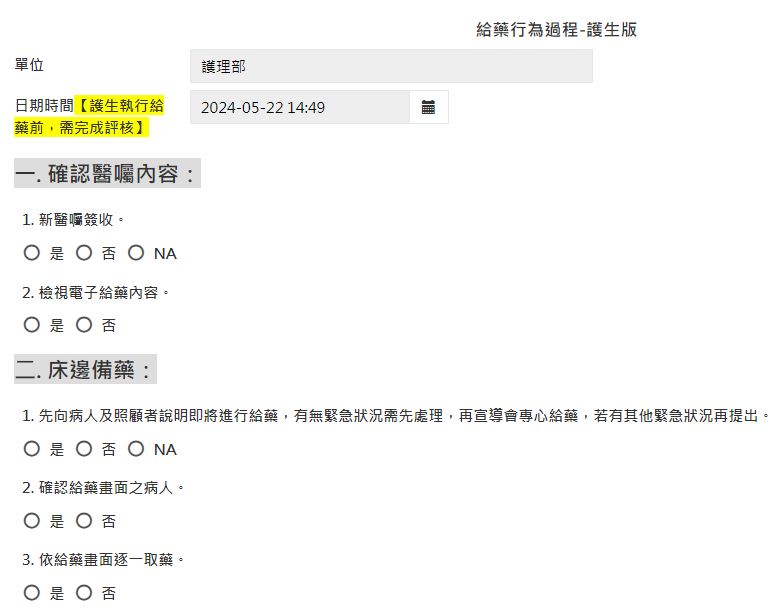 給藥行為過程-護生版
單位
護理部
日期時間【護生執行給
藥前，需完成評核】
2024-05-22 14:49
一. 確認醫囑內容：
1. 新醫囑簽收。
是 否 NA
2. 檢視電子給藥內容。
是 否
二. 床邊備藥：
1. 先向病人及照顧者說明即將進行給藥，有無緊急狀況需先處理，再宣導會專心給藥，若有其他緊急狀況再提出。
是 否 NA
2. 確認給藥畫面之病人。
是 否
3. 依給藥畫面逐一取藥。
是 否